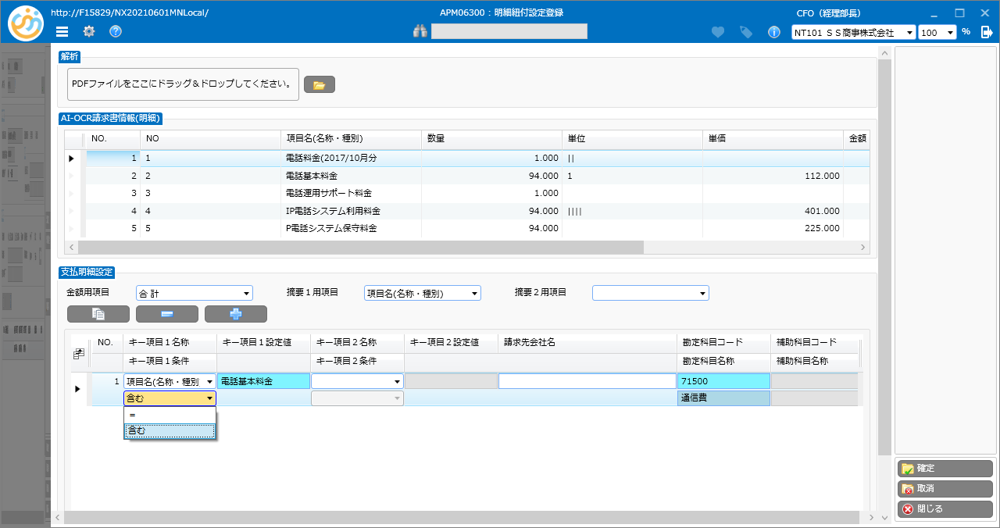 http://F15829/NX20210601MNLocal/
APM06300：明細紐付設定登録
CFO（経理部長）
NT101 ＳＳ商事株式会社
100
%
解析
PDFファイルをここにドラッグ＆ドロップしてください。
AI-OCR請求書情報(明細)
NO. NO 項目名(名称・種別) 数量 単位 単価 金額
1 1 電話料金(2017/10月分 1.000 ||
2 2 電話基本料金 94.000 1 112.000
3 3 電話運用サポート料金 1.000
4 4 IP電話システム利用料金 94.000 |||| 401.000
5 5 P電話システム保守料金 94.000 225.000
支払明細設定
金額用項目 合計 摘要１用項目 項目名(名称・種別) 摘要２用項目
NO. キー項目１名称 キー項目１設定値 キー項目２名称 キー項目２設定値 請求先会社名 勘定科目コード 補助科目コード
キー項目１条件 キー項目２条件 勘定科目名称 補助科目名称
1 項目名(名称・種別 電話基本料金 71500
含む 通信費
=
含む
確定
取消
閉じる